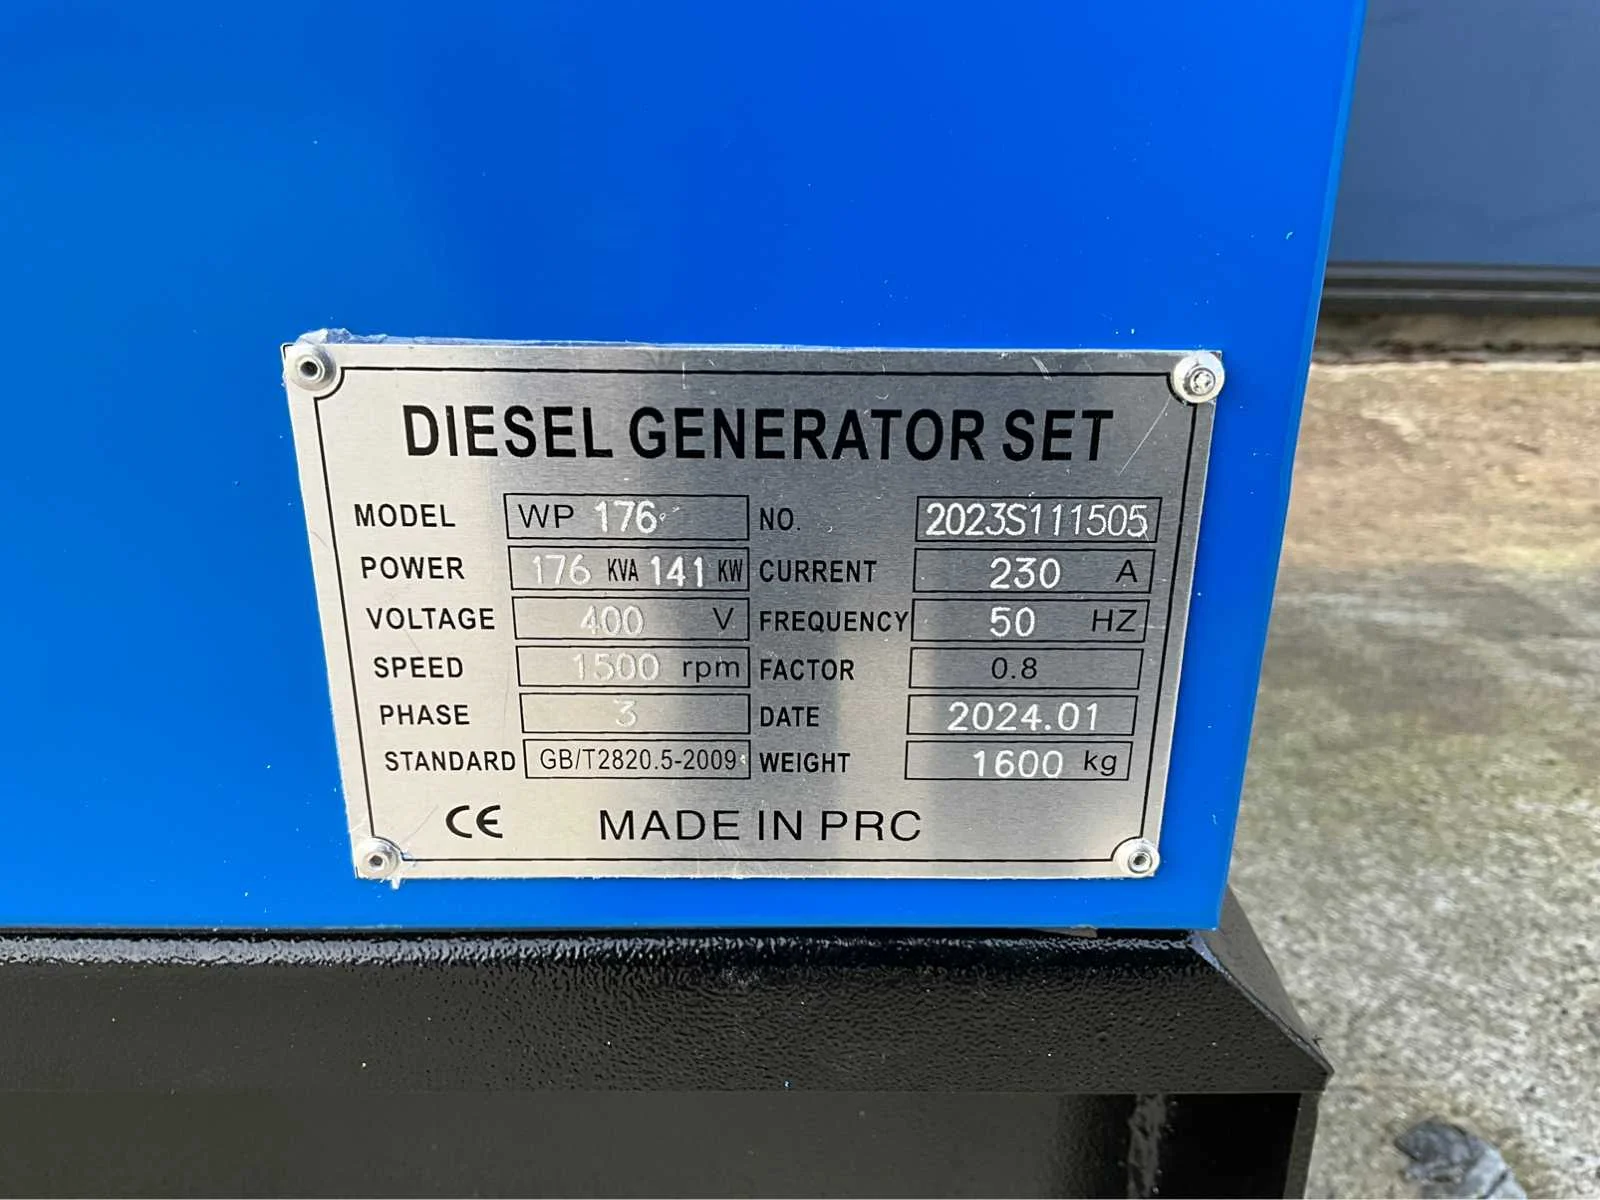 DIESEL GENERATOR SET
MODEL WP 176 NO. 2023S111505
POWER 176 KVA 141 KW CURRENT 230 A
VOLTAGE 400 V FREQUENCY 50 HZ
SPEED 1500 rpm FACTOR 0.8
PHASE 3 DATE 2024.01
STANDARD GB/T2820.5-2009 WEIGHT 1600 kg
CE MADE IN PRC